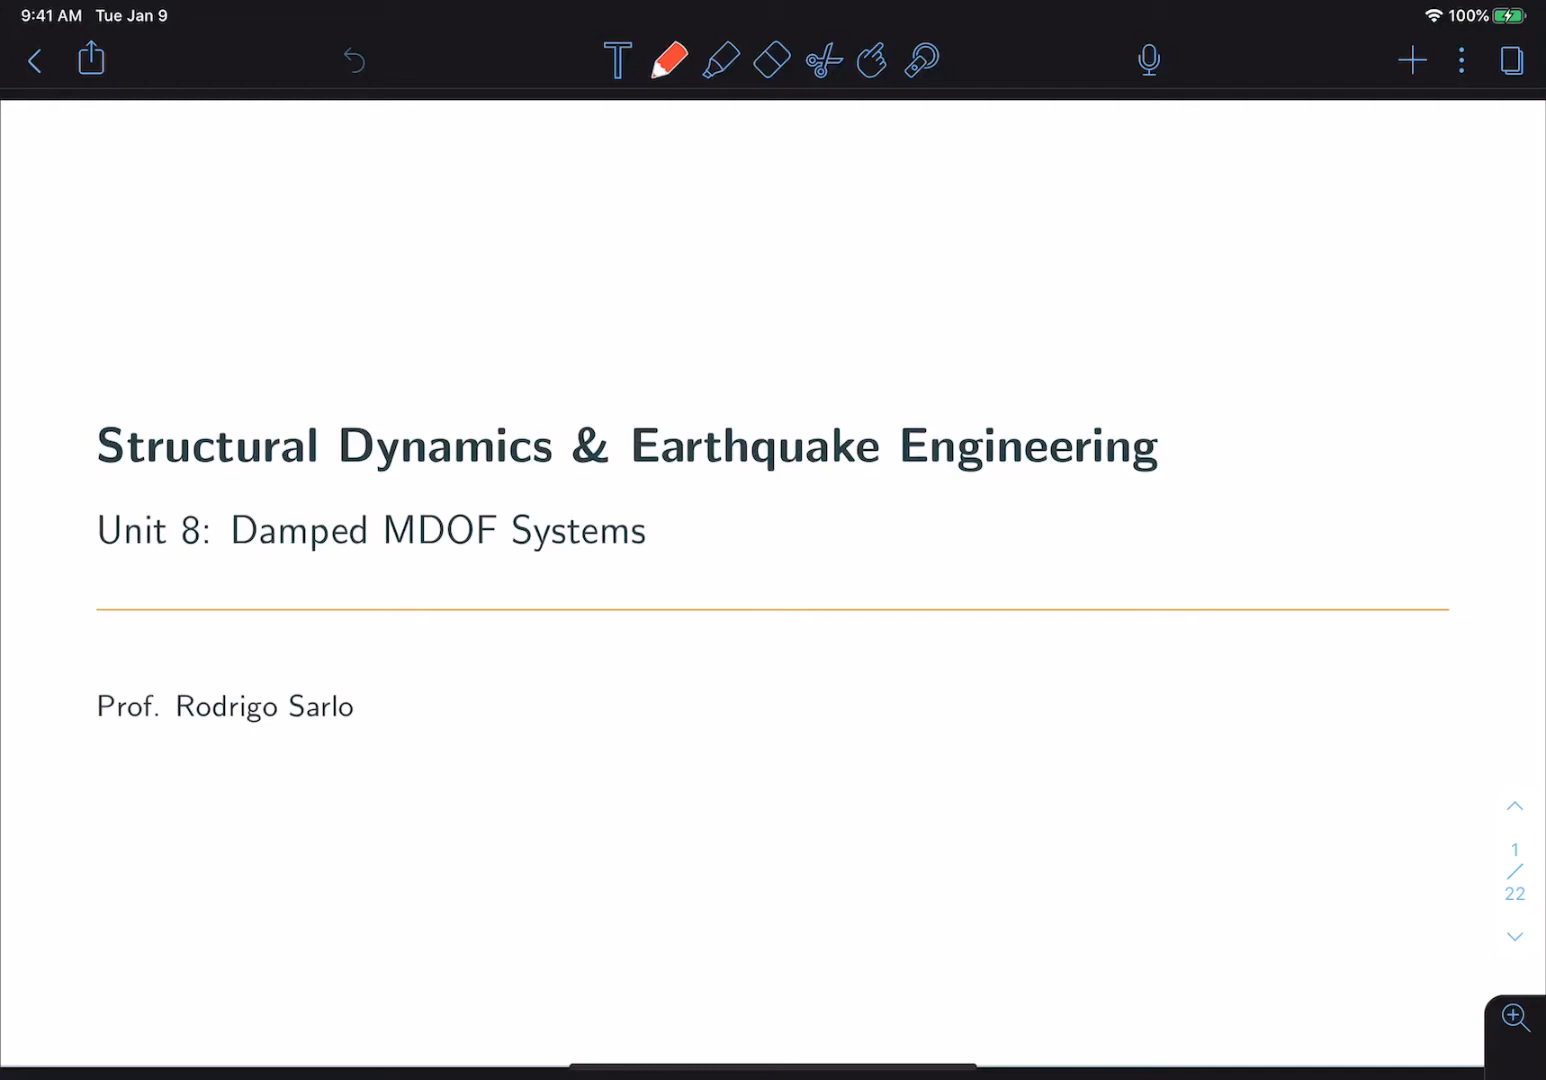 9:41 AM Tue Jan 9 100%
Structural Dynamics & Earthquake Engineering
Unit 8: Damped MDOF Systems
Prof. Rodrigo Sarlo
1
/
22